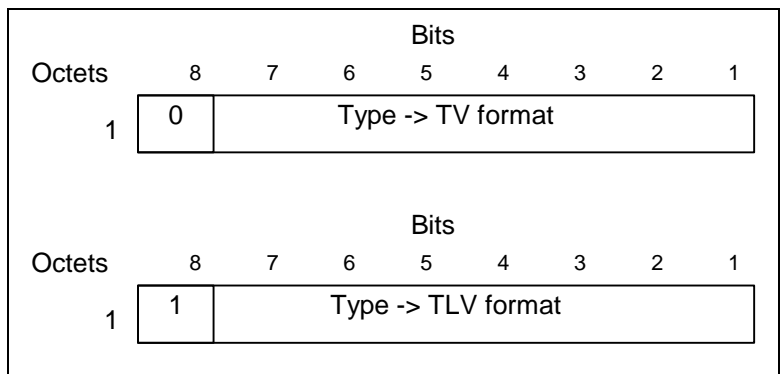 Bits
Octets 8 7 6 5 4 3 2 1
1 0 Type -> TV format
Bits
Octets 8 7 6 5 4 3 2 1
1 1 Type -> TLV format